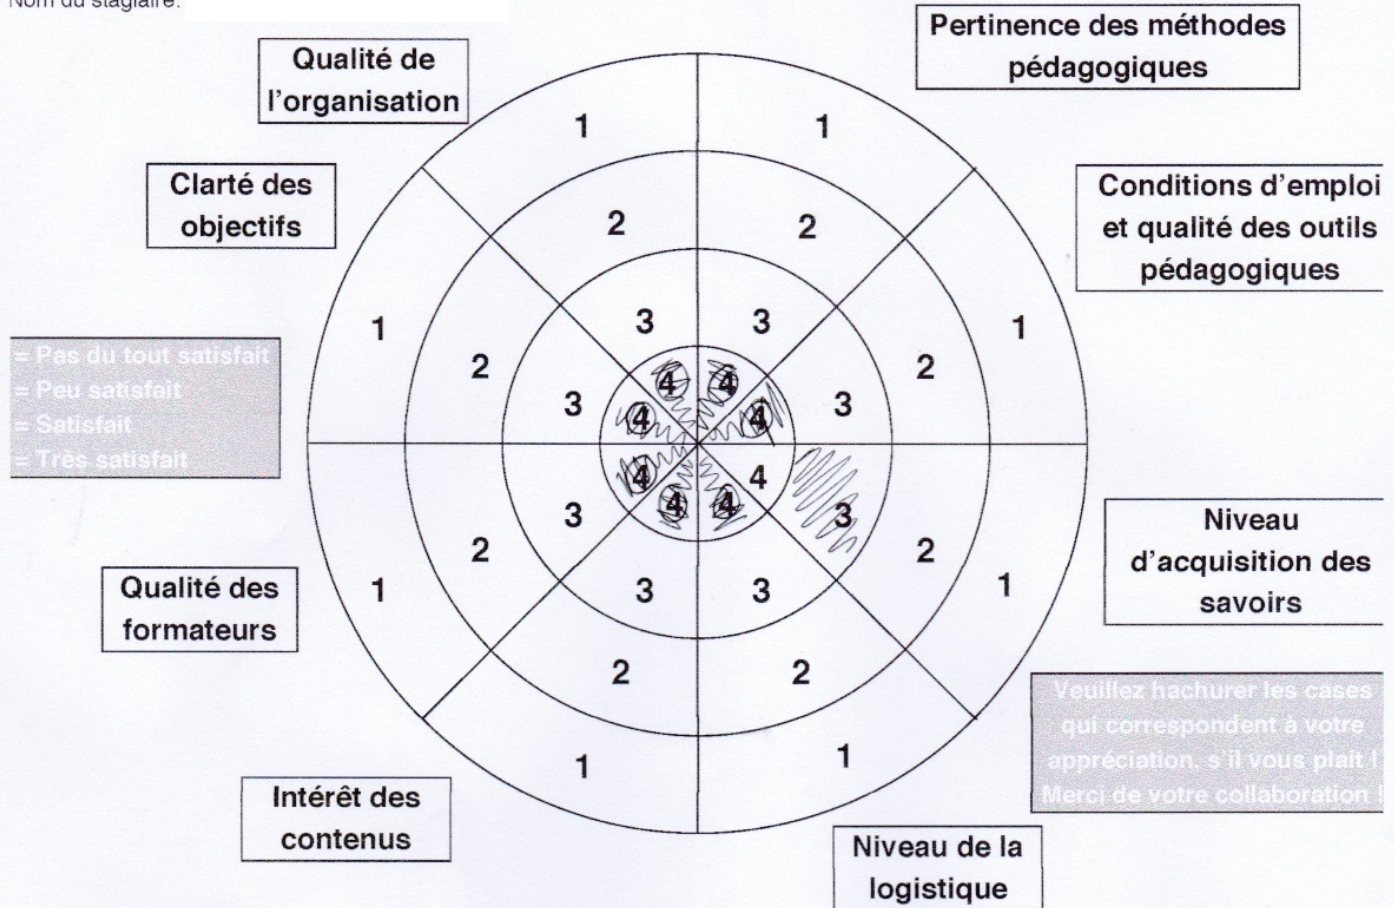 Nom du stagiaire:
Pertinence des méthodes
pédagogiques
Qualité de
l'organisation
Clarté des
objectifs
Conditions d'emploi
et qualité des outils
pédagogiques
1 1
2 2
3 3
1 2 3 4 4 3 2 1
4 4
= Pas du tout satisfait
= Peu satisfait
= Satisfait
= Très satisfait
4 4
1 2 3 4 4 3 2 1
3 3
2 2
1 1
Niveau
d'acquisition des
savoirs
Qualité des
formateurs
Veuillez hachurer les cases
qui correspondent à votre
appréciation, s'il vous plait !
Merci de votre collaboration !
Intérêt des
contenus
Niveau de la
logistique